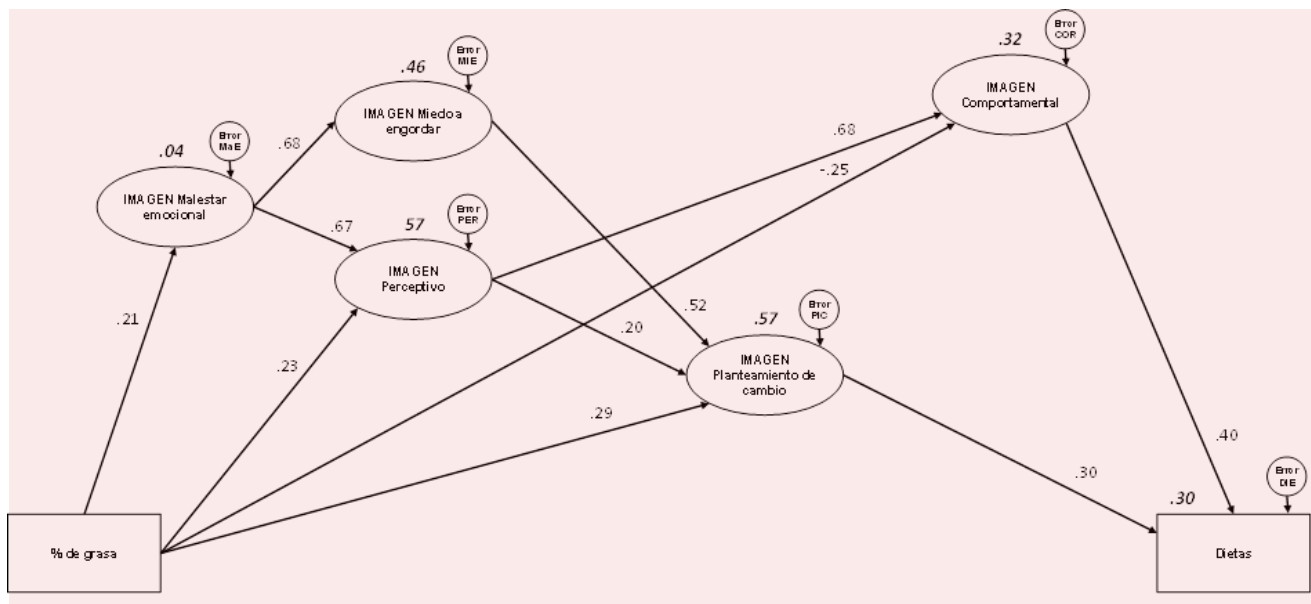 Error
COR
.32
IMAGEN
Comportamental
Error
MIE
.46
IMAGEN Miedo a
engordar
Error
MaE
.04
IMAGEN Malestar
emocional
.68
.67
.68
-.25
Error
PER
57
IMAGEN
Perceptivo
.21
.23
.20
.52
Error
PIC
.57
IMAGEN
Planteamiento de
cambio
.29
.40
.30
Error
DIE
.30
% de grasa
Dietas